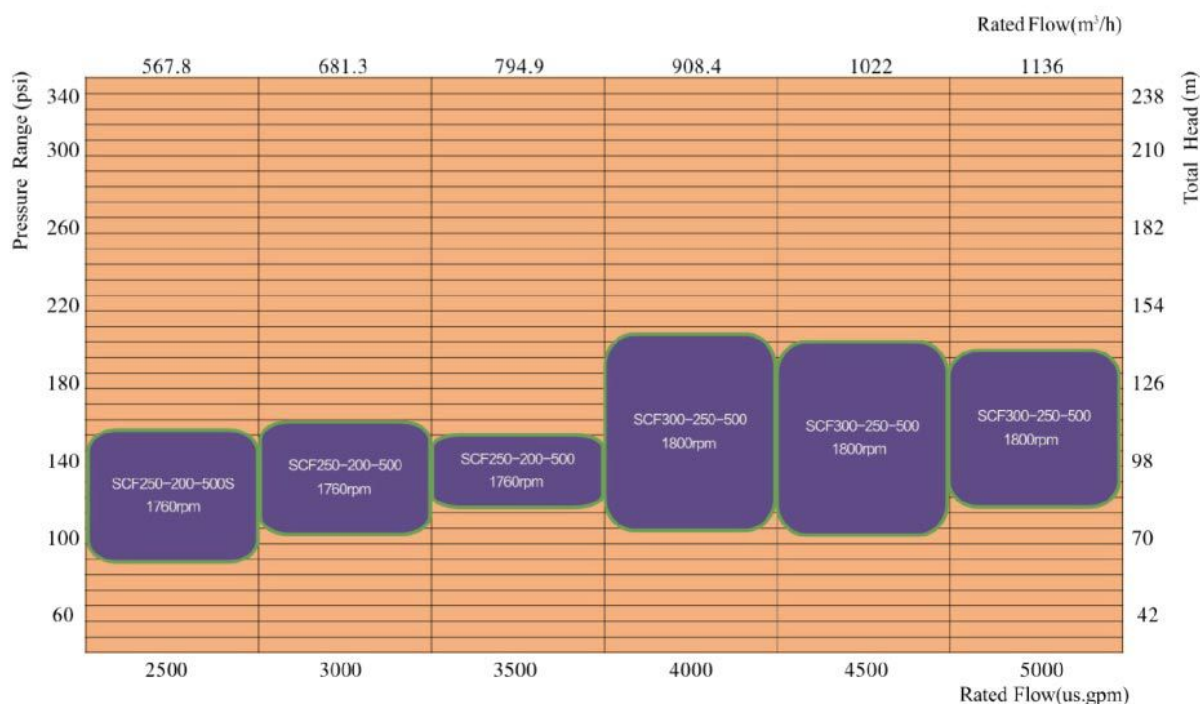 Rated Flow(m³/h)
567.8 681.3 794.9 908.4 1022 1136
Pressure Range (psi)
Total Head (m)
340 238
300 210
260 182
220 154
180 126
140 98
100 70
60 42
SCF250-200-500S
1760rpm
SCF250-200-500
1760rpm
SCF250-200-500
1760rpm
SCF300-250-500
1800rpm
SCF300-250-500
1800rpm
SCF300-250-500
1800rpm
2500 3000 3500 4000 4500 5000
Rated Flow(us.gpm)